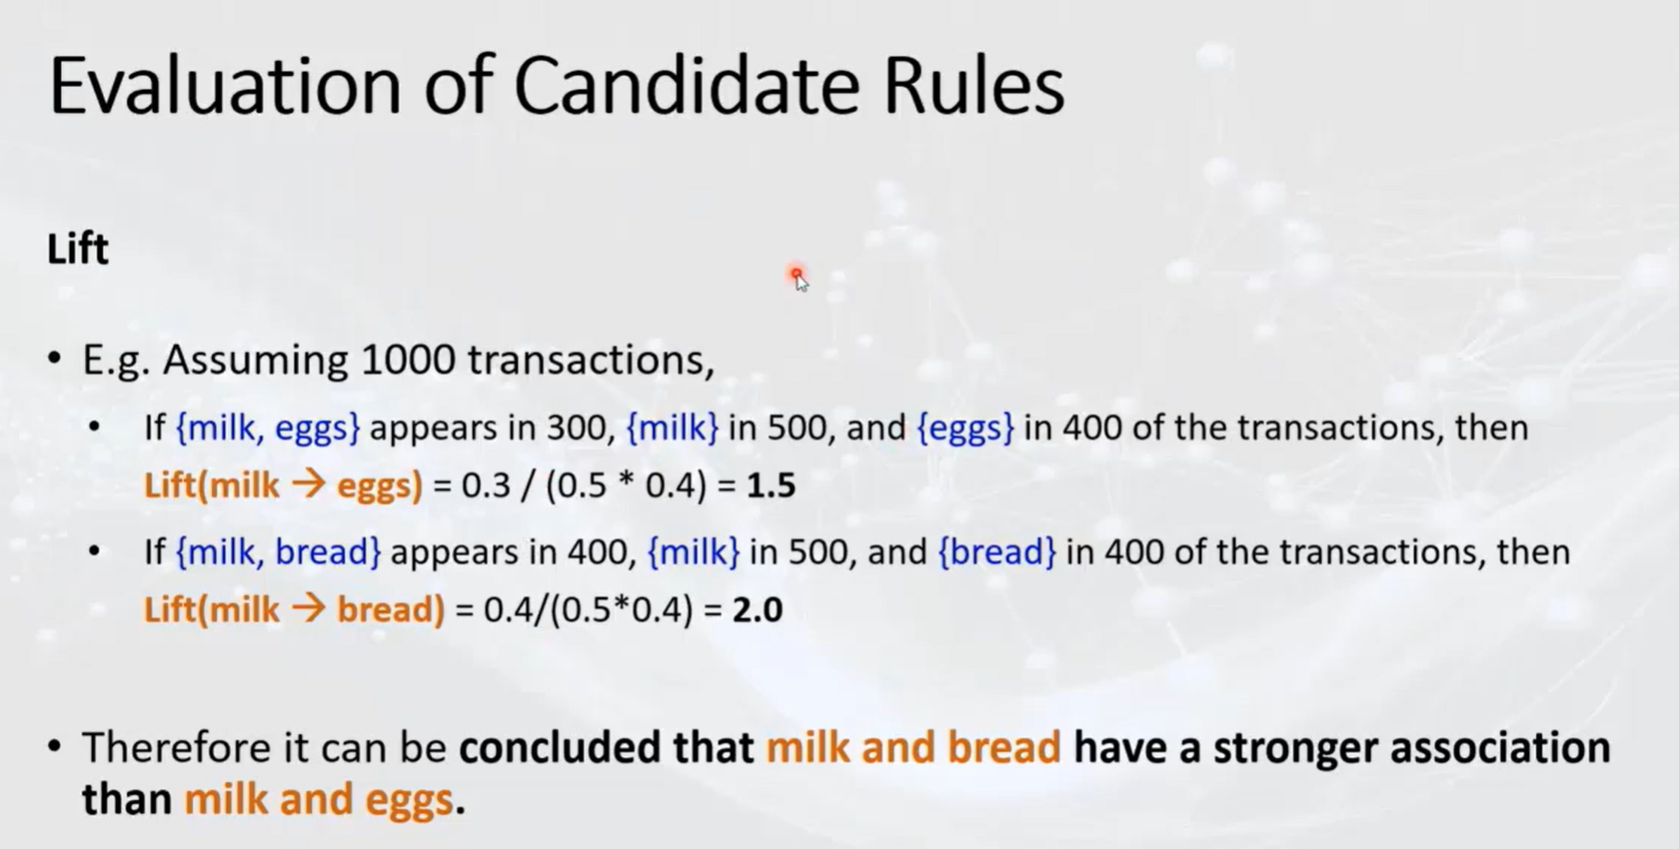 Evaluation of Candidate Rules
Lift
• E.g. Assuming 1000 transactions,
• If {milk, eggs} appears in 300, {milk} in 500, and {eggs} in 400 of the transactions, then
Lift(milk → eggs) = 0.3 / (0.5 * 0.4) = 1.5
• If {milk, bread} appears in 400, {milk} in 500, and {bread} in 400 of the transactions, then
Lift(milk → bread) = 0.4/(0.5*0.4) = 2.0
• Therefore it can be concluded that milk and bread have a stronger association
than milk and eggs.